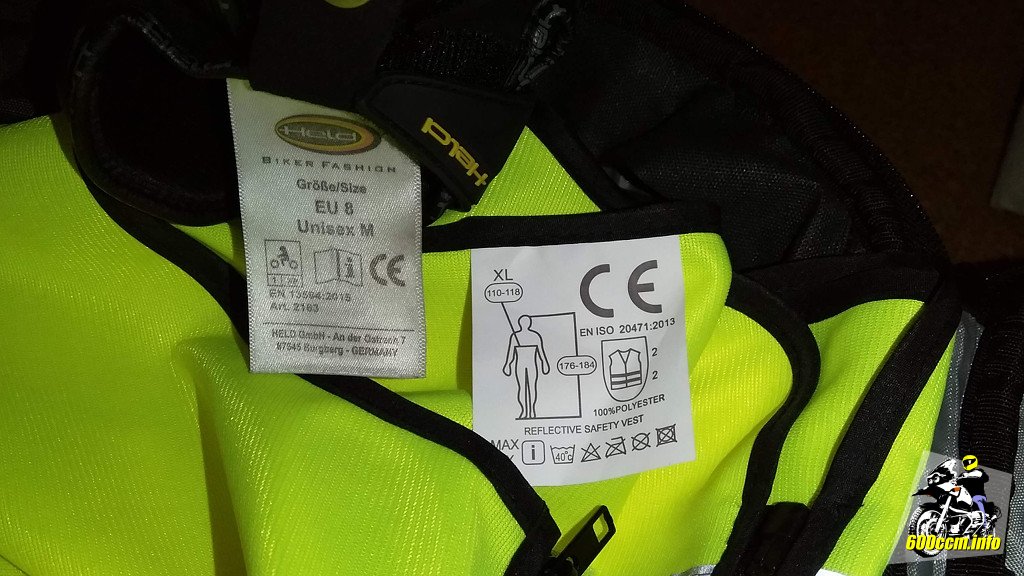 HELD
BIKER FASHION
Größe/Size
EU 8
Unisex M
i
CE
EN 13594:2015
Art. 2163
HELD GmbH - An der Ostrach 7
87545 Burgberg - GERMANY
Held
XL
110-118
CE
EN ISO 20471:2013
176-184
2
2
100%POLYESTER
REFLECTIVE SAFETY VEST
MAX
i
40°c
600ccm.info